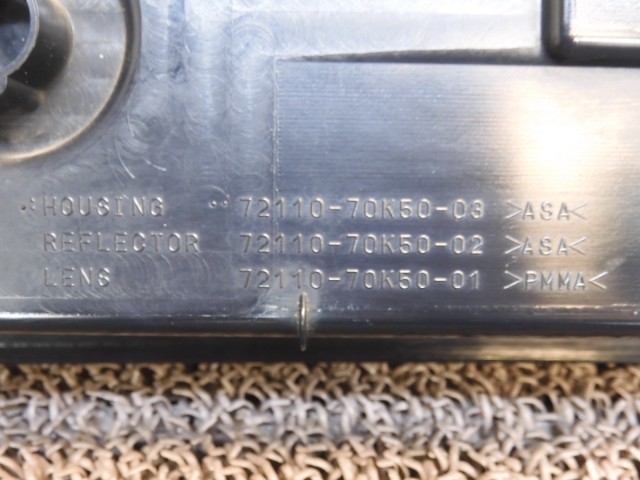 HOUSING 72110-70K50-03 >ASA<
REFLECTOR 72110-70K50-02 >ASA<
LENS 72110-70K50-01 >PMMA<